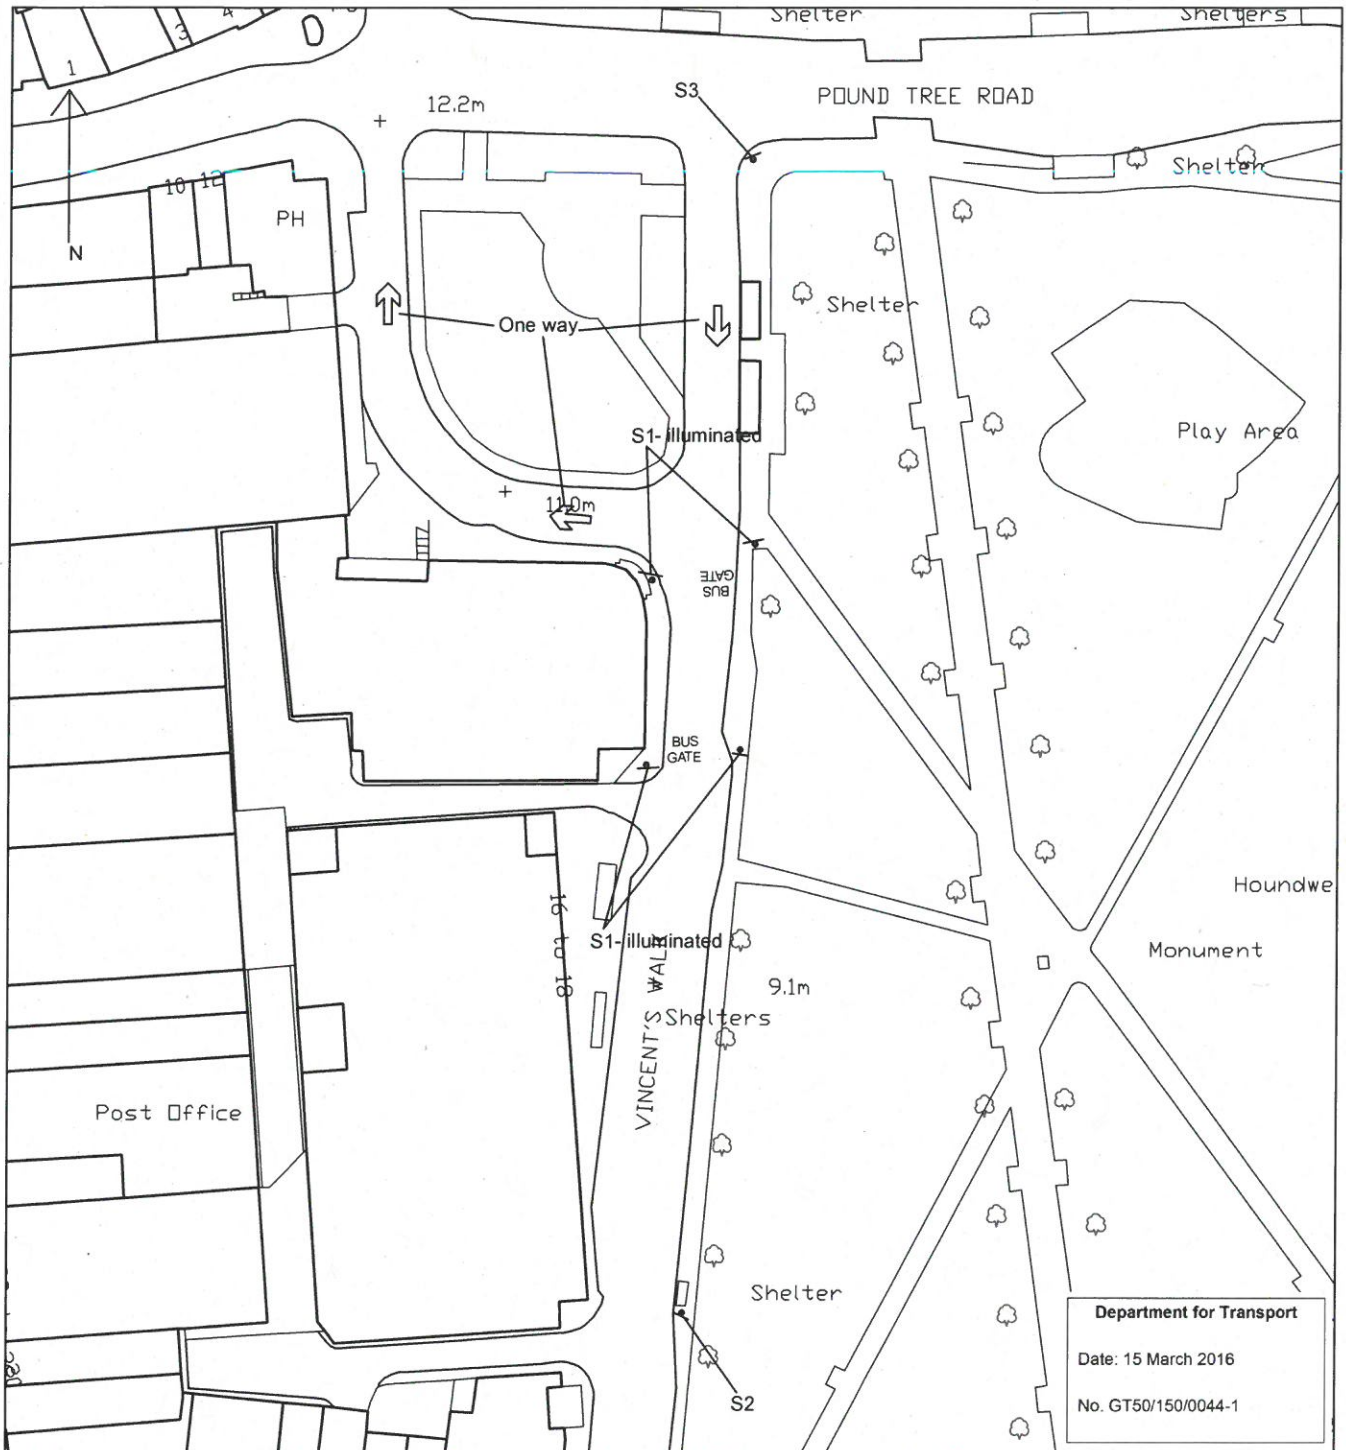 Shelter
Shelters
3
4
1
S3
POUND TREE ROAD
12.2m
Shelter
10
12
PH
N
Shelter
One way
S1- illuminated
Play Area
11.0m
BUS
GATE
BUS
GATE
Houndwe
S1- illuminated
16 to 18
Monument
VINCENT'S WALK
9.1m
Shelters
Post Office
Shelter
S2
Department for Transport
Date: 15 March 2016
No. GT50/150/0044-1